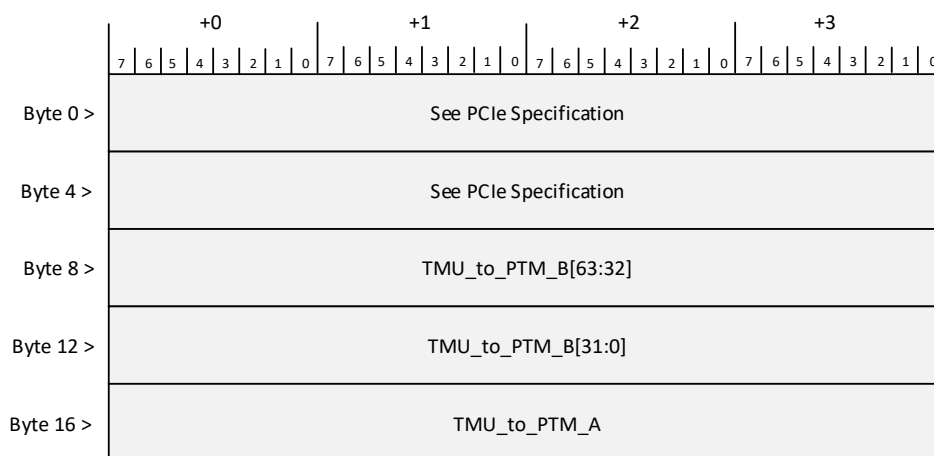 +0 +1 +2 +3
7 6 5 4 3 2 1 0 7 6 5 4 3 2 1 0 7 6 5 4 3 2 1 0 7 6 5 4 3 2 1 0
Byte 0 > See PCIe Specification
Byte 4 > See PCIe Specification
Byte 8 > TMU_to_PTM_B[63:32]
Byte 12 > TMU_to_PTM_B[31:0]
Byte 16 > TMU_to_PTM_A